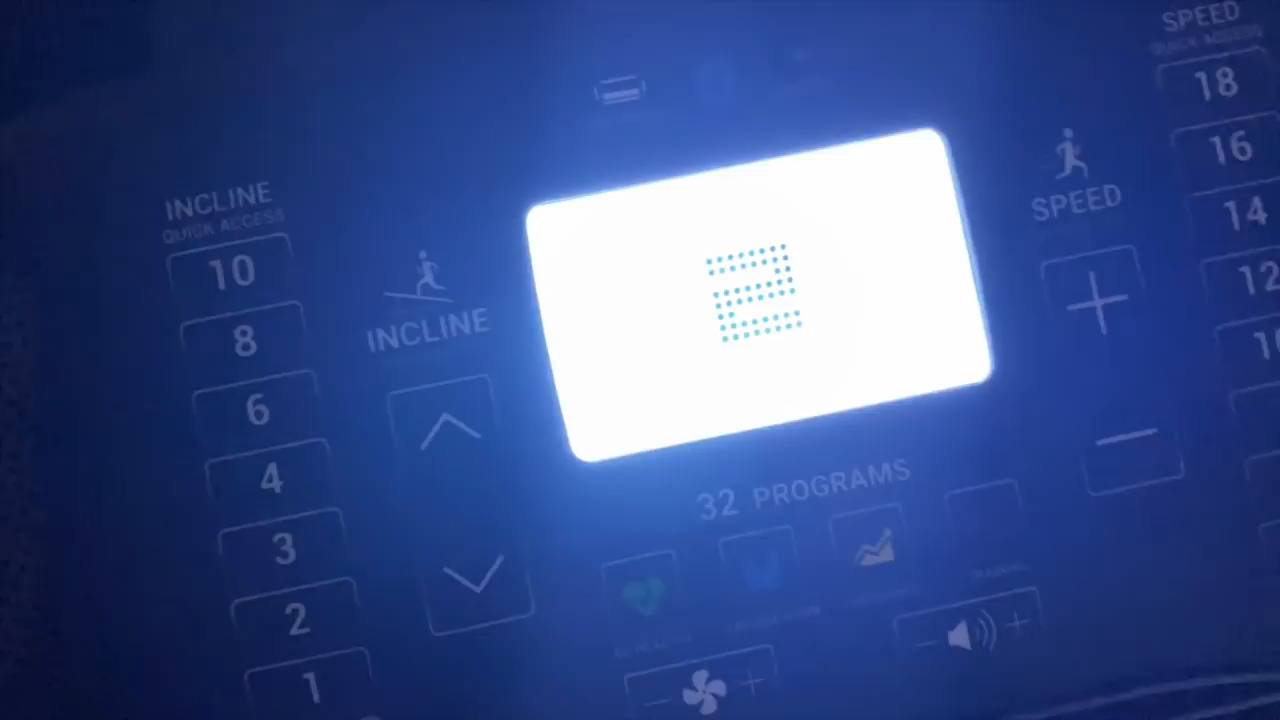 SPEED
QUICK ACCESS
18
16
14
12
INCLINE
QUICK ACCESS
10
8
6
4
3
2
1
INCLINE
2
SPEED
+
−
32 PROGRAMS
− +
− +